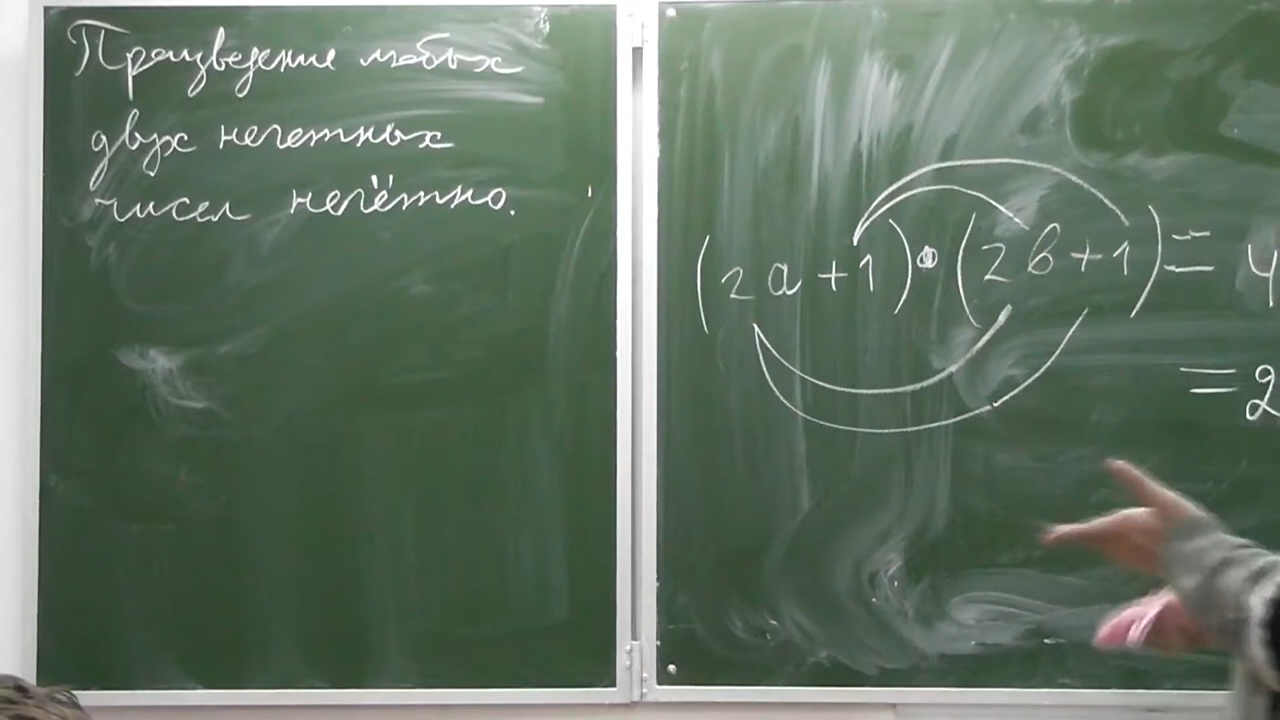 Произведение любых
двух нечетных
чисел нечётно.
(2a+1)•(2b+1)= 4
=2